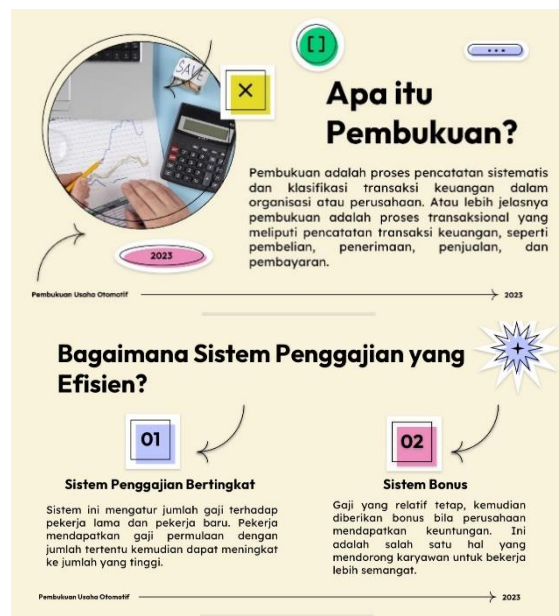 SAVE
Apa itu
Pembukuan?
Pembukuan adalah proses pencatatan sistematis
dan klasifikasi transaksi keuangan dalam
organisasi atau perusahaan. Atau lebih jelasnya
pembukuan adalah proses transaksional yang
meliputi pencatatan transaksi keuangan, seperti
pembelian, penerimaan, penjualan, dan
pembayaran.
2023
Pembukuan Usaha Otomotif
2023
Bagaimana Sistem Penggajian yang
Efisien?
01
Sistem Penggajian Bertingkat
Sistem ini mengatur jumlah gaji terhadap
pekerja lama dan pekerja baru. Pekerja
mendapatkan gaji permulaan dengan
jumlah tertentu kemudian dapat meningkat
ke jumlah yang tinggi.
02
Sistem Bonus
Gaji yang relatif tetap, kemudian
diberikan bonus bila perusahaan
mendapatkan keuntungan. Ini
adalah salah satu hal yang
mendorong karyawan untuk bekerja
lebih semangat.
Pembukuan Usaha Otomotif
2023